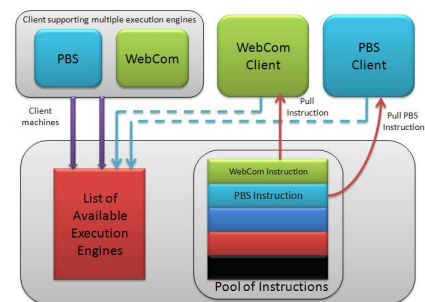 Client supporting multiple execution engines
PBS
WebCom
WebCom
Client
PBS
Client
Client
machines
Pull
Instruction
Pull PBS
Instruction
List of
Available
Execution
Engines
WebCom Instruction
PBS Instruction
Pool of Instructions